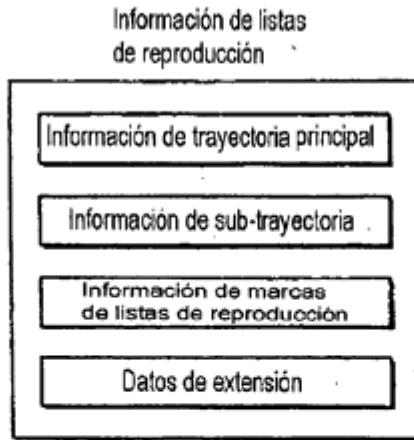 Información de listas
de reproducción
Información de trayectoria principal
Información de sub-trayectoria
Información de marcas
de listas de reproducción
Datos de extensión